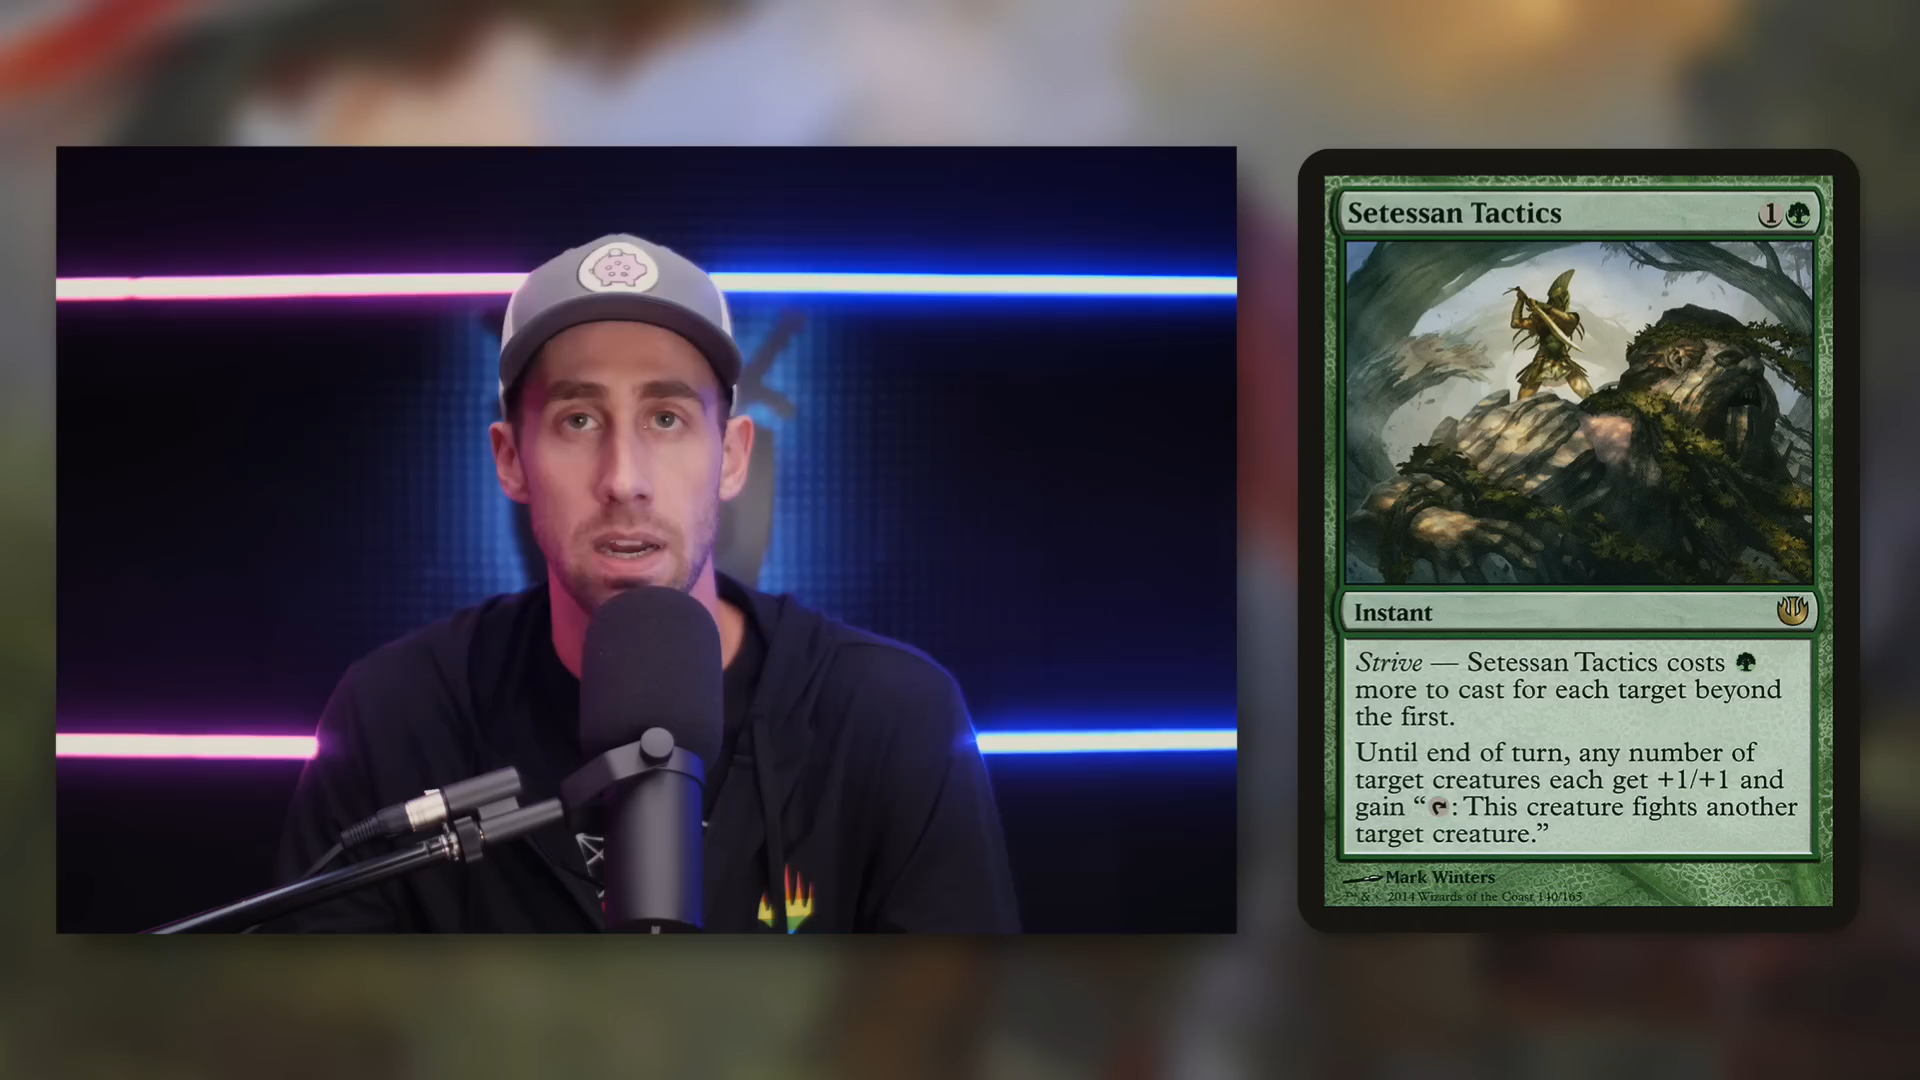 Setessan Tactics 1
Instant
Strive — Setessan Tactics costs
more to cast for each target beyond
the first.
Until end of turn, any number of
target creatures each get +1/+1 and
gain “ : This creature fights another
target creature.”
Mark Winters
™ & © 2014 Wizards of the Coast 140/165